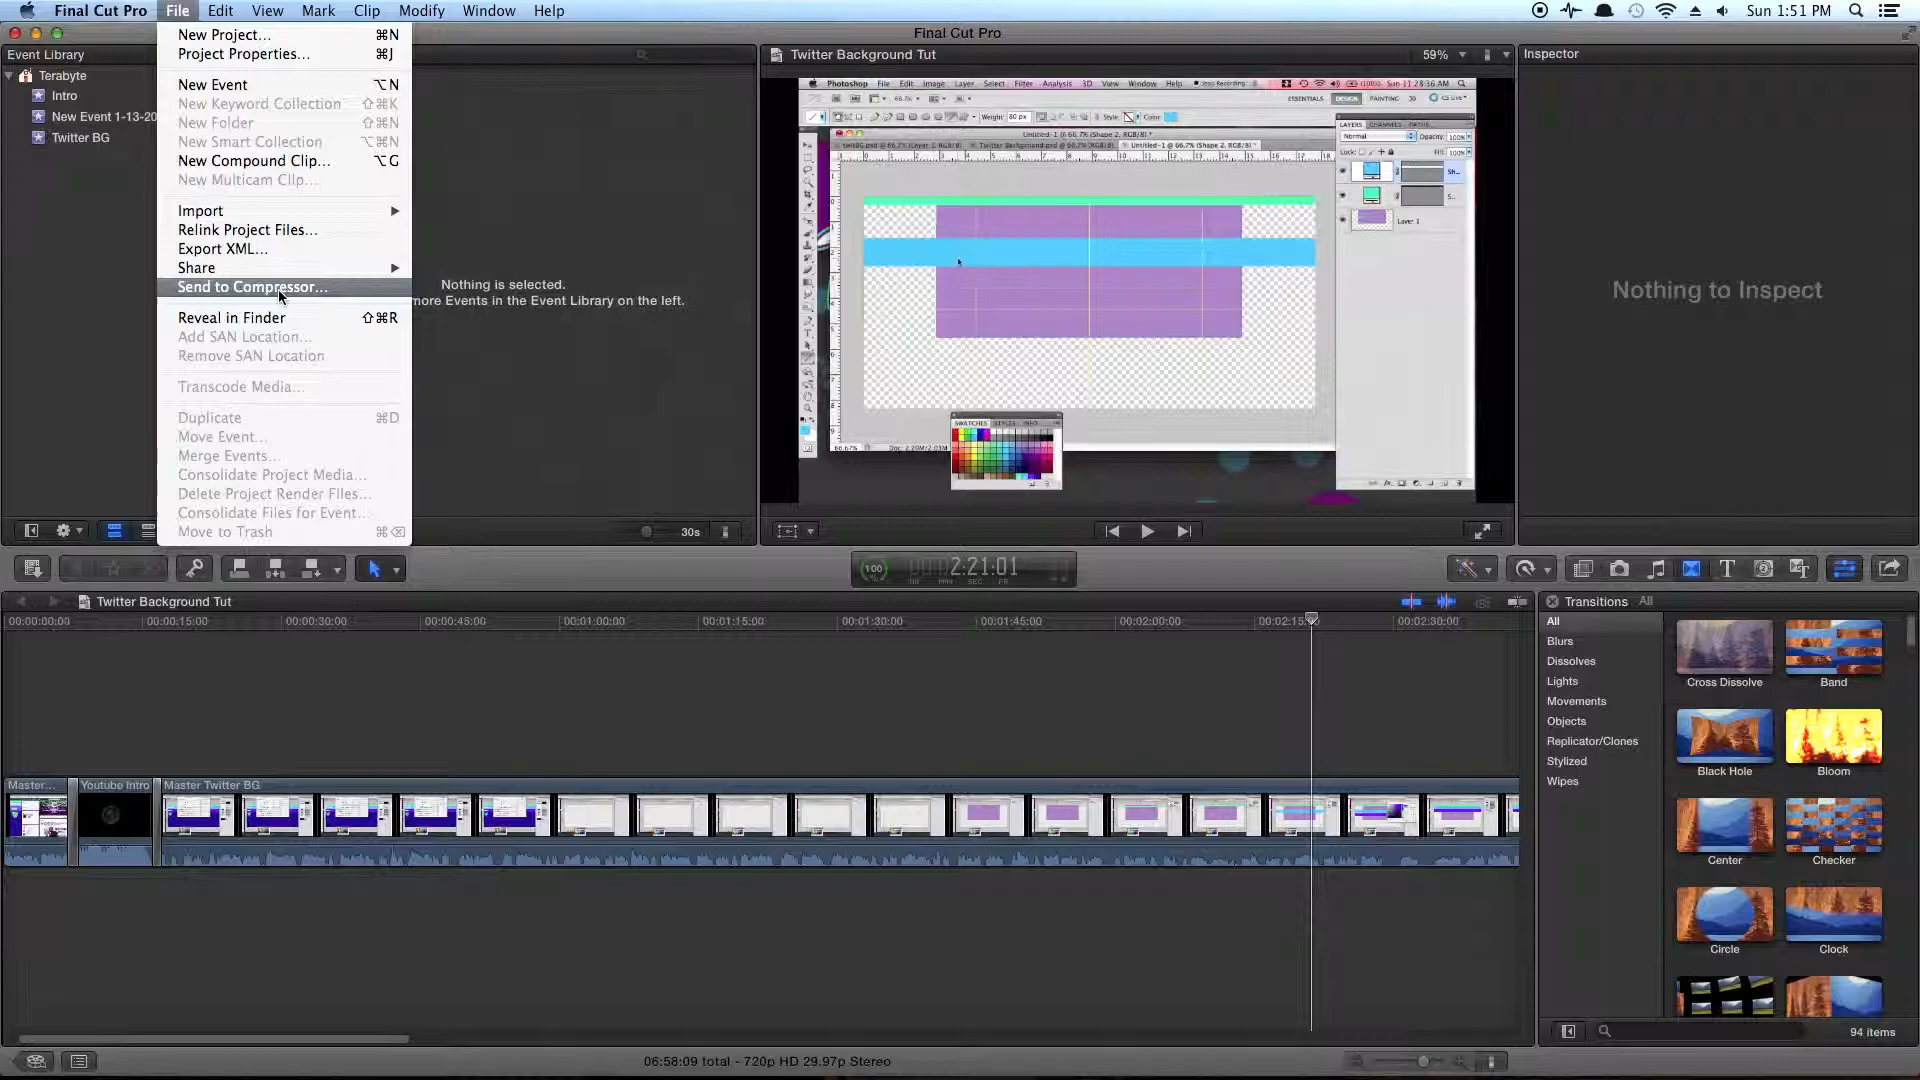 Final Cut Pro File Edit View Mark Clip Modify Window Help Sun 1:51 PM
Final Cut Pro
Event Library
Terabyte
Intro
New Event 1-13-20
Twitter BG
New Project... ⌘N
Project Properties... ⌘J
New Event ⌥N
New Keyword Collection ⇧⌘K
New Folder ⇧⌘N
New Smart Collection ⌥⌘N
New Compound Clip... ⌥G
New Multicam Clip...
Import
Relink Project Files...
Export XML...
Share
Send to Compressor...
Reveal in Finder ⇧⌘R
Add SAN Location...
Remove SAN Location
Transcode Media...
Duplicate ⌘D
Move Event...
Merge Events...
Consolidate Project Media...
Delete Project Render Files...
Consolidate Files for Event...
Move to Trash ⌘⌫
Nothing is selected.
more Events in the Event Library on the left.
30s
Twitter Background Tut 59%
Photoshop File Edit Image Layer Select Filter Analysis 3D View Window Help Stop Recording Sun 11:28:36 AM
66.7% ESSENTIALS DESIGN PAINTING CS Live
Weight: 80 px Style: Color:
Untitled-1 @ 66.7% (Shape 2, RGB/8) *
Twitter Background.psd @ 66.7% (RGB/8) Untitled-1 @ 66.7% (Shape 2, RGB/8) *
LAYERS CHANNELS PATHS
Normal Opacity: 100%
Lock: Fill: 100%
Sh...
S...
Layer 1
SWATCHES STYLES INFO
66.67% Doc: 2.20M/2.03M
Inspector
Nothing to Inspect
100 2:21:01
HR MIN SEC FR
Twitter Background Tut
00:00:00:00 00:00:15:00 00:00:30:00 00:00:45:00 00:01:00:00 00:01:15:00 00:01:30:00 00:01:45:00 00:02:00:00 00:02:15:00 00:02:30:00
Master... Youtube Intro Master Twitter BG
Transitions All
All
Blurs
Dissolves
Lights
Movements
Objects
Replicator/Clones
Stylized
Wipes
Cross Dissolve Band
Black Hole Bloom
Center Checker
Circle Clock
94 items
06:58:09 total - 720p HD 29.97p Stereo